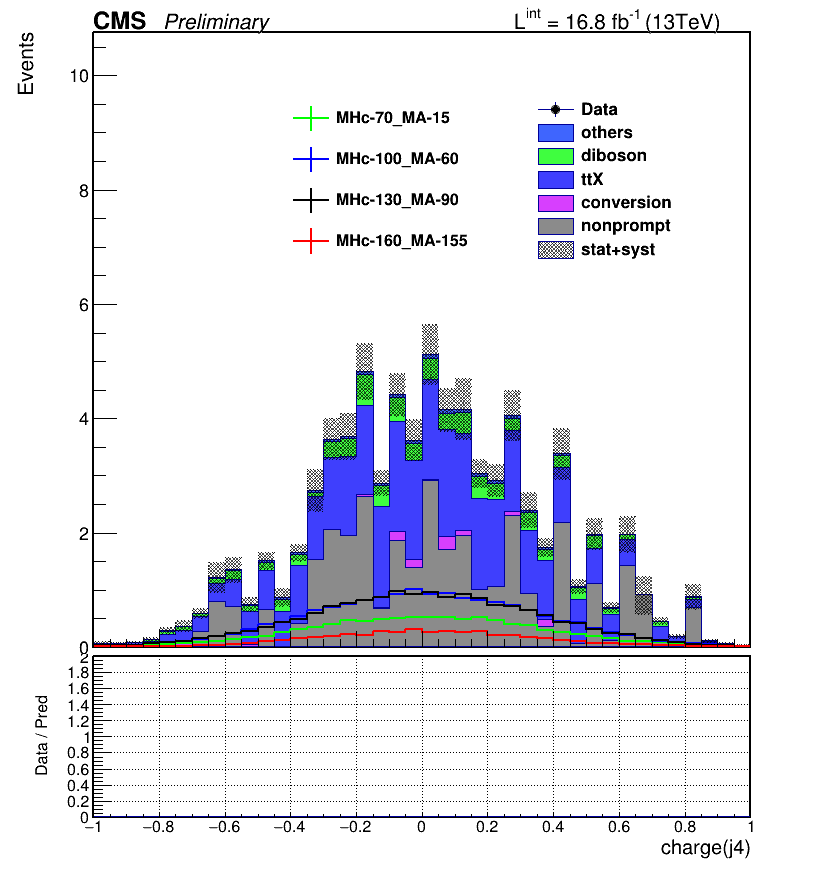 CMS Preliminary L^int = 16.8 fb^-1 (13TeV)
Events
10
8
6
4
2
0
MHc-70_MA-15
MHc-100_MA-60
MHc-130_MA-90
MHc-160_MA-155
Data
others
diboson
ttX
conversion
nonprompt
stat+syst
Data / Pred
2
1.8
1.6
1.4
1.2
1
0.8
0.6
0.4
0.2
0
−1 −0.8 −0.6 −0.4 −0.2 0 0.2 0.4 0.6 0.8 1
charge(j4)